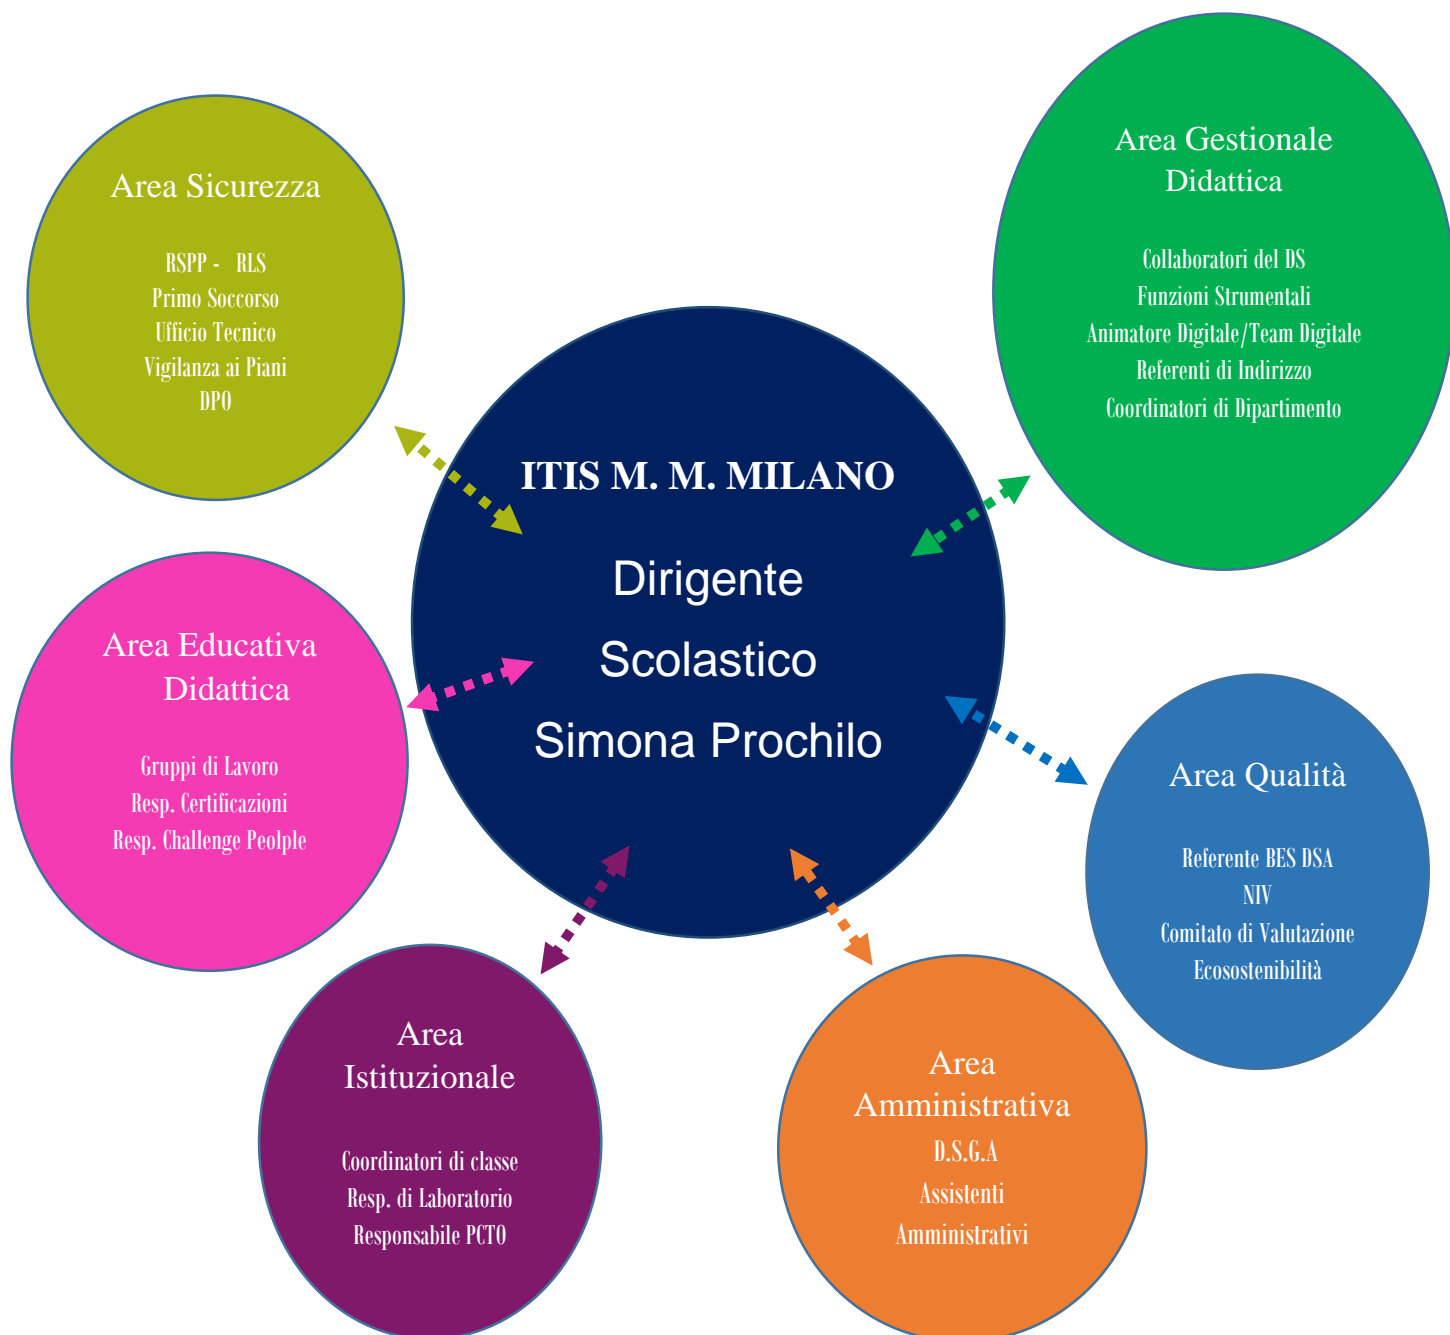 Area Sicurezza
RSPP - RLS
Primo Soccorso
Ufficio Tecnico
Vigilanza ai Piani
DPO
Area Gestionale
Didattica
Collaboratori del DS
Funzioni Strumentali
Animatore Digitale/Team Digitale
Referenti di Indirizzo
Coordinatori di Dipartimento
ITIS M. M. MILANO
Dirigente
Scolastico
Simona Prochilo
Area Educativa
Didattica
Gruppi di Lavoro
Resp. Certificazioni
Resp. Challenge Peolple
Area Qualità
Referente BES DSA
NIV
Comitato di Valutazione
Ecosostenibilità
Area
Istituzionale
Coordinatori di classe
Resp. di Laboratorio
Responsabile PCTO
Area
Amministrativa
D.S.G.A
Assistenti
Amministrativi